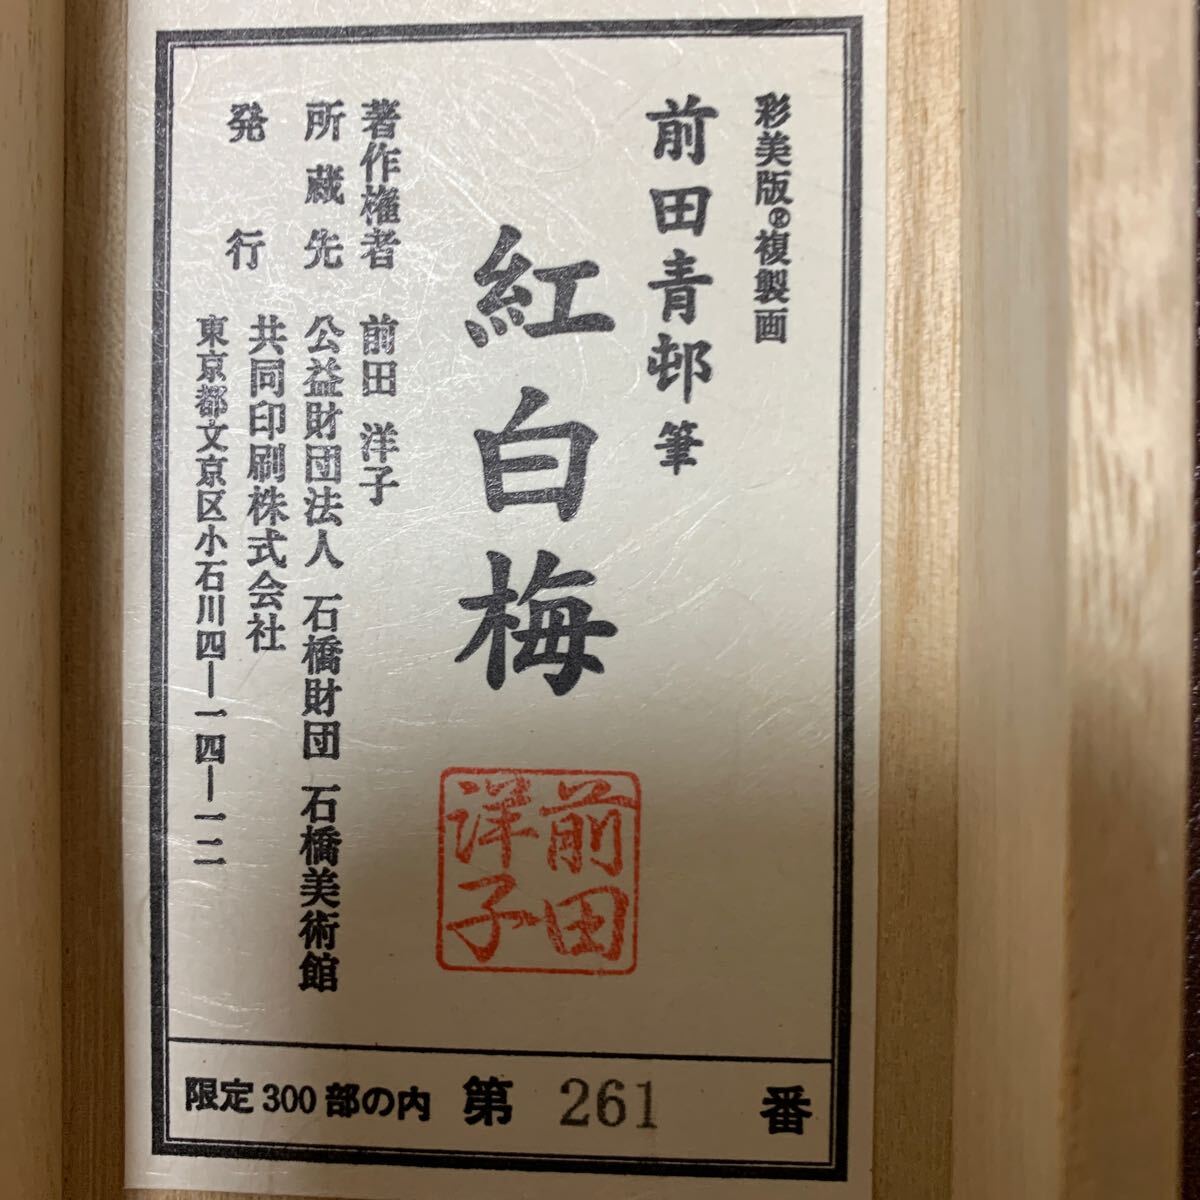 彩美版®複製画
前田青邨筆
紅白梅
前田
洋子
著作権者 前田 洋子
所蔵先 公益財団法人 石橋財団 石橋美術館
発行 共同印刷株式会社
東京都文京区小石川四―一四―一二
限定300部の内 第 261 番